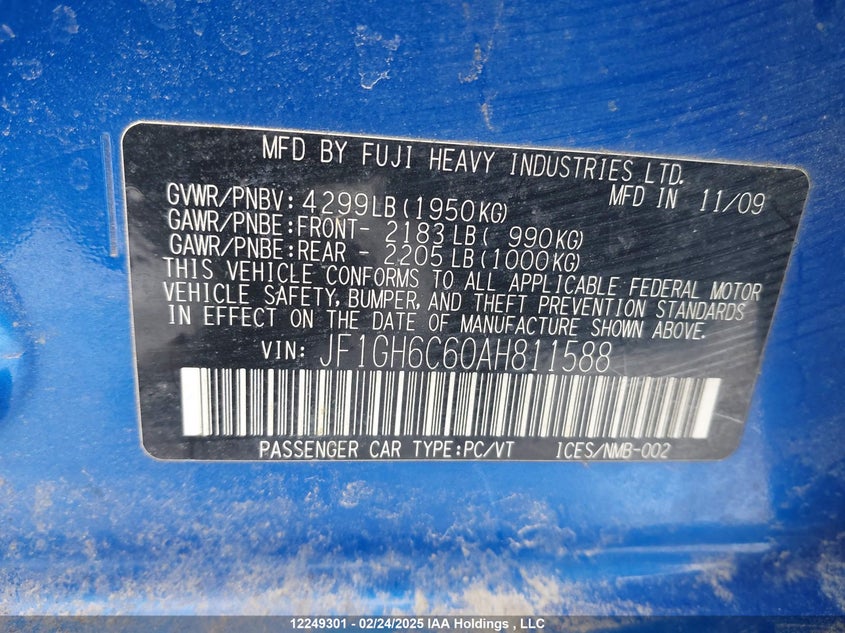 MFD BY FUJI HEAVY INDUSTRIES LTD.
GVWR/PNBV: 4299LB (1950KG) MFD IN 11/09
GAWR/PNBE:FRONT- 2183 LB ( 990KG)
GAWR/PNBE:REAR - 2205 LB (1000KG)
THIS VEHICLE CONFORMS TO ALL APPLICABLE FEDERAL MOTOR
VEHICLE SAFETY, BUMPER, AND THEFT PREVENTION STANDARDS
IN EFFECT ON THE DATE OF MANUFACTURE SHOWN ABOVE.
VIN: JF1GH6C60AH811588
PASSENGER CAR TYPE:PC/VT ICES/NMB-002
12249301 - 02/24/2025 IAA Holdings , LLC